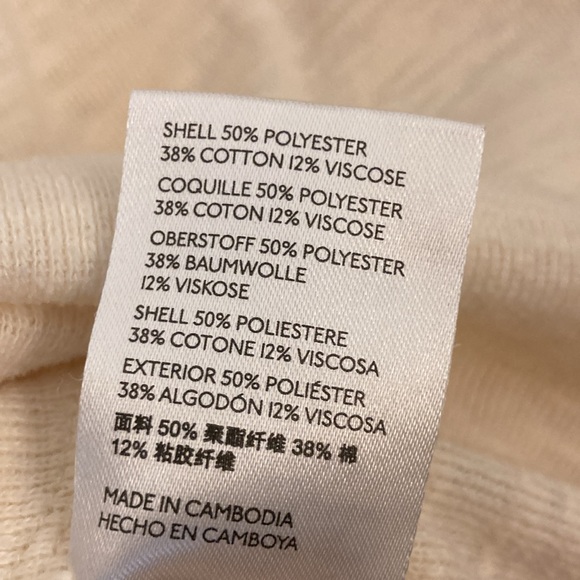 SHELL 50% POLYESTER
38% COTTON 12% VISCOSE
COQUILLE 50% POLYESTER
38% COTON 12% VISCOSE
OBERSTOFF 50% POLYESTER
38% BAUMWOLLE
12% VISKOSE
SHELL 50% POLIESTERE
38% COTONE 12% VISCOSA
EXTERIOR 50% POLIÉSTER
38% ALGODÓN 12% VISCOSA
面料 50% 聚酯纤维 38% 棉
12% 粘胶纤维
MADE IN CAMBODIA
HECHO EN CAMBOYA